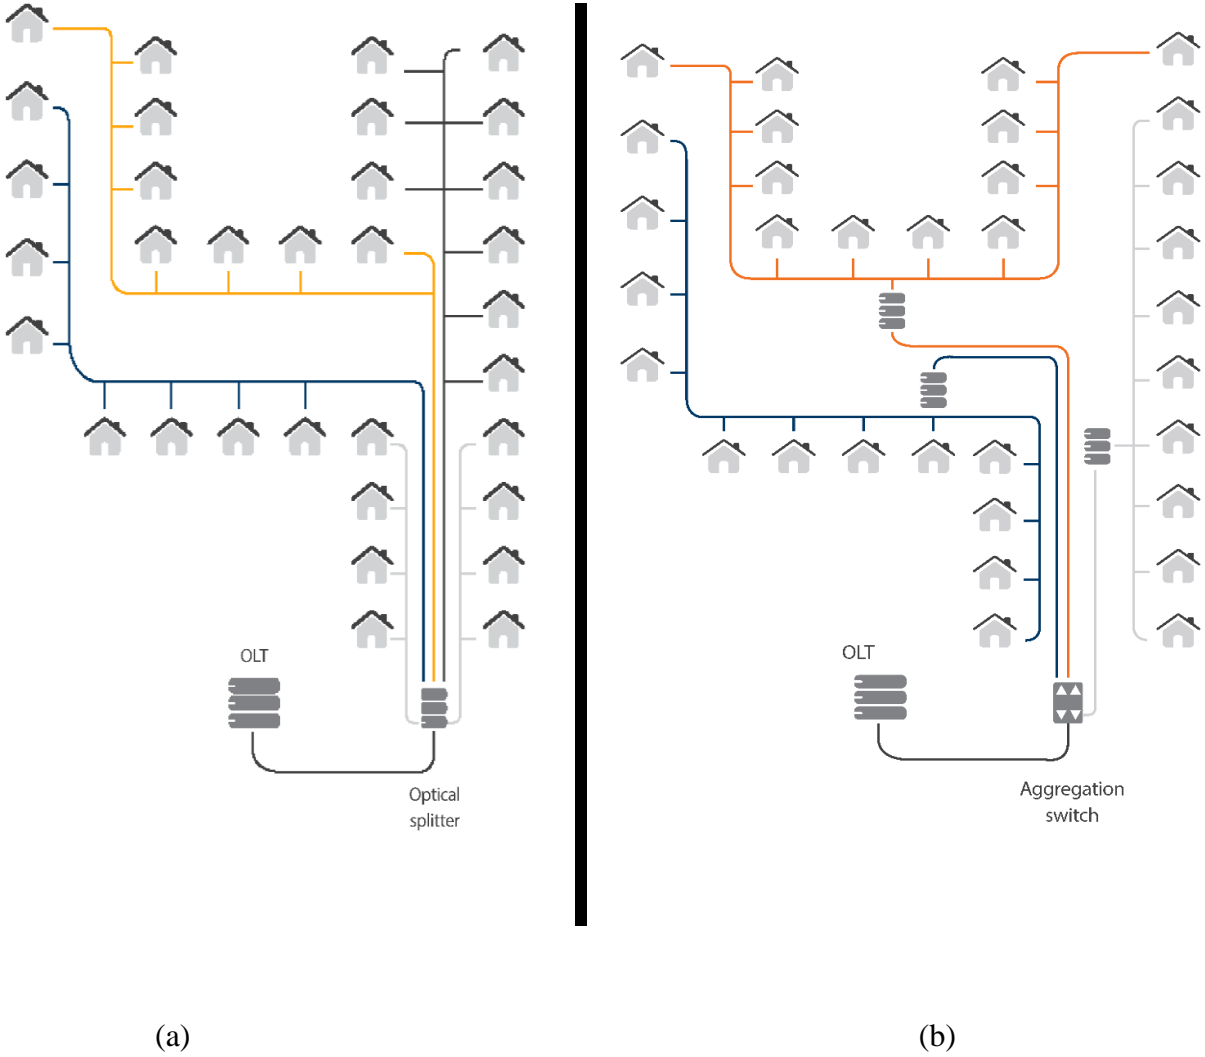 OLT
Optical
splitter
OLT
Aggregation
switch
(a)
(b)